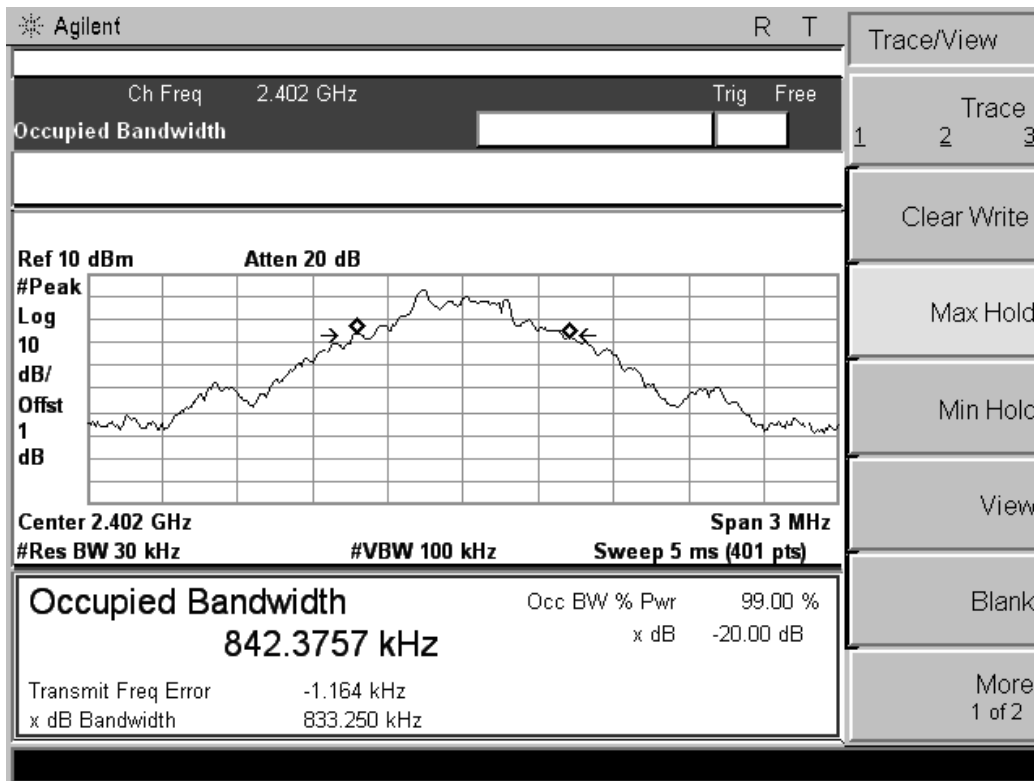 Agilent R T
Ch Freq 2.402 GHz Trig Free
Occupied Bandwidth
Ref 10 dBm Atten 20 dB
#Peak
Log
10
dB/
Offst
1
dB
Center 2.402 GHz Span 3 MHz
#Res BW 30 kHz #VBW 100 kHz Sweep 5 ms (401 pts)
Occupied Bandwidth Occ BW % Pwr 99.00 %
842.3757 kHz x dB -20.00 dB
Transmit Freq Error -1.164 kHz
x dB Bandwidth 833.250 kHz
Trace/View
Trace
1 2 3
Clear Write
Max Hold
Min Hold
View
Blank
More
1 of 2